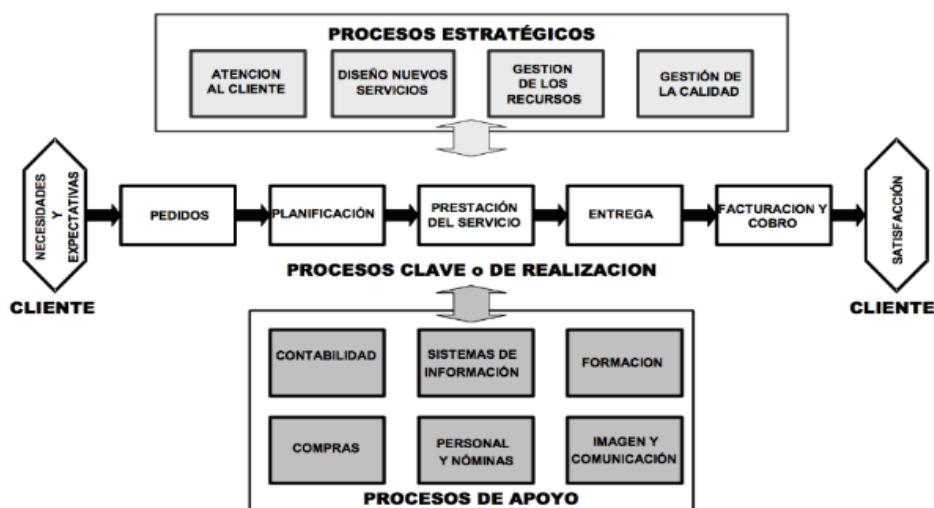 PROCESOS ESTRATÉGICOS
ATENCION
AL CLIENTE
DISEÑO NUEVOS
SERVICIOS
GESTION
DE LOS
RECURSOS
GESTIÓN DE
LA CALIDAD
NECESIDADES
Y
EXPECTATIVAS
CLIENTE
PEDIDOS
PLANIFICACIÓN
PRESTACIÓN
DEL SERVICIO
ENTREGA
FACTURACION Y
COBRO
SATISFACCIÓN
CLIENTE
PROCESOS CLAVE o DE REALIZACION
CONTABILIDAD
SISTEMAS DE
INFORMACIÓN
FORMACION
COMPRAS
PERSONAL
Y NÓMINAS
IMAGEN Y
COMUNICACIÓN
PROCESOS DE APOYO